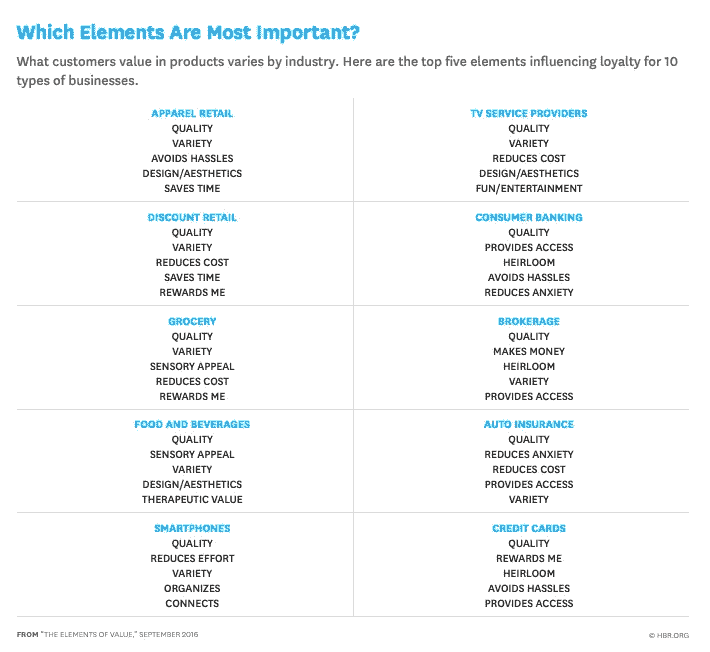 Which Elements Are Most Important?
What customers value in products varies by industry. Here are the top five elements influencing loyalty for 10
types of businesses.
APPAREL RETAIL
QUALITY
VARIETY
AVOIDS HASSLES
DESIGN/AESTHETICS
SAVES TIME
TV SERVICE PROVIDERS
QUALITY
VARIETY
REDUCES COST
DESIGN/AESTHETICS
FUN/ENTERTAINMENT
DISCOUNT RETAIL
QUALITY
VARIETY
REDUCES COST
SAVES TIME
REWARDS ME
CONSUMER BANKING
QUALITY
PROVIDES ACCESS
HEIRLOOM
AVOIDS HASSLES
REDUCES ANXIETY
GROCERY
QUALITY
VARIETY
SENSORY APPEAL
REDUCES COST
REWARDS ME
BROKERAGE
QUALITY
MAKES MONEY
HEIRLOOM
VARIETY
PROVIDES ACCESS
FOOD AND BEVERAGES
QUALITY
SENSORY APPEAL
VARIETY
DESIGN/AESTHETICS
THERAPEUTIC VALUE
AUTO INSURANCE
QUALITY
REDUCES ANXIETY
REDUCES COST
PROVIDES ACCESS
VARIETY
SMARTPHONES
QUALITY
REDUCES EFFORT
VARIETY
ORGANIZES
CONNECTS
CREDIT CARDS
QUALITY
REWARDS ME
HEIRLOOM
AVOIDS HASSLES
PROVIDES ACCESS
FROM "THE ELEMENTS OF VALUE," SEPTEMBER 2016
© HBR.ORG